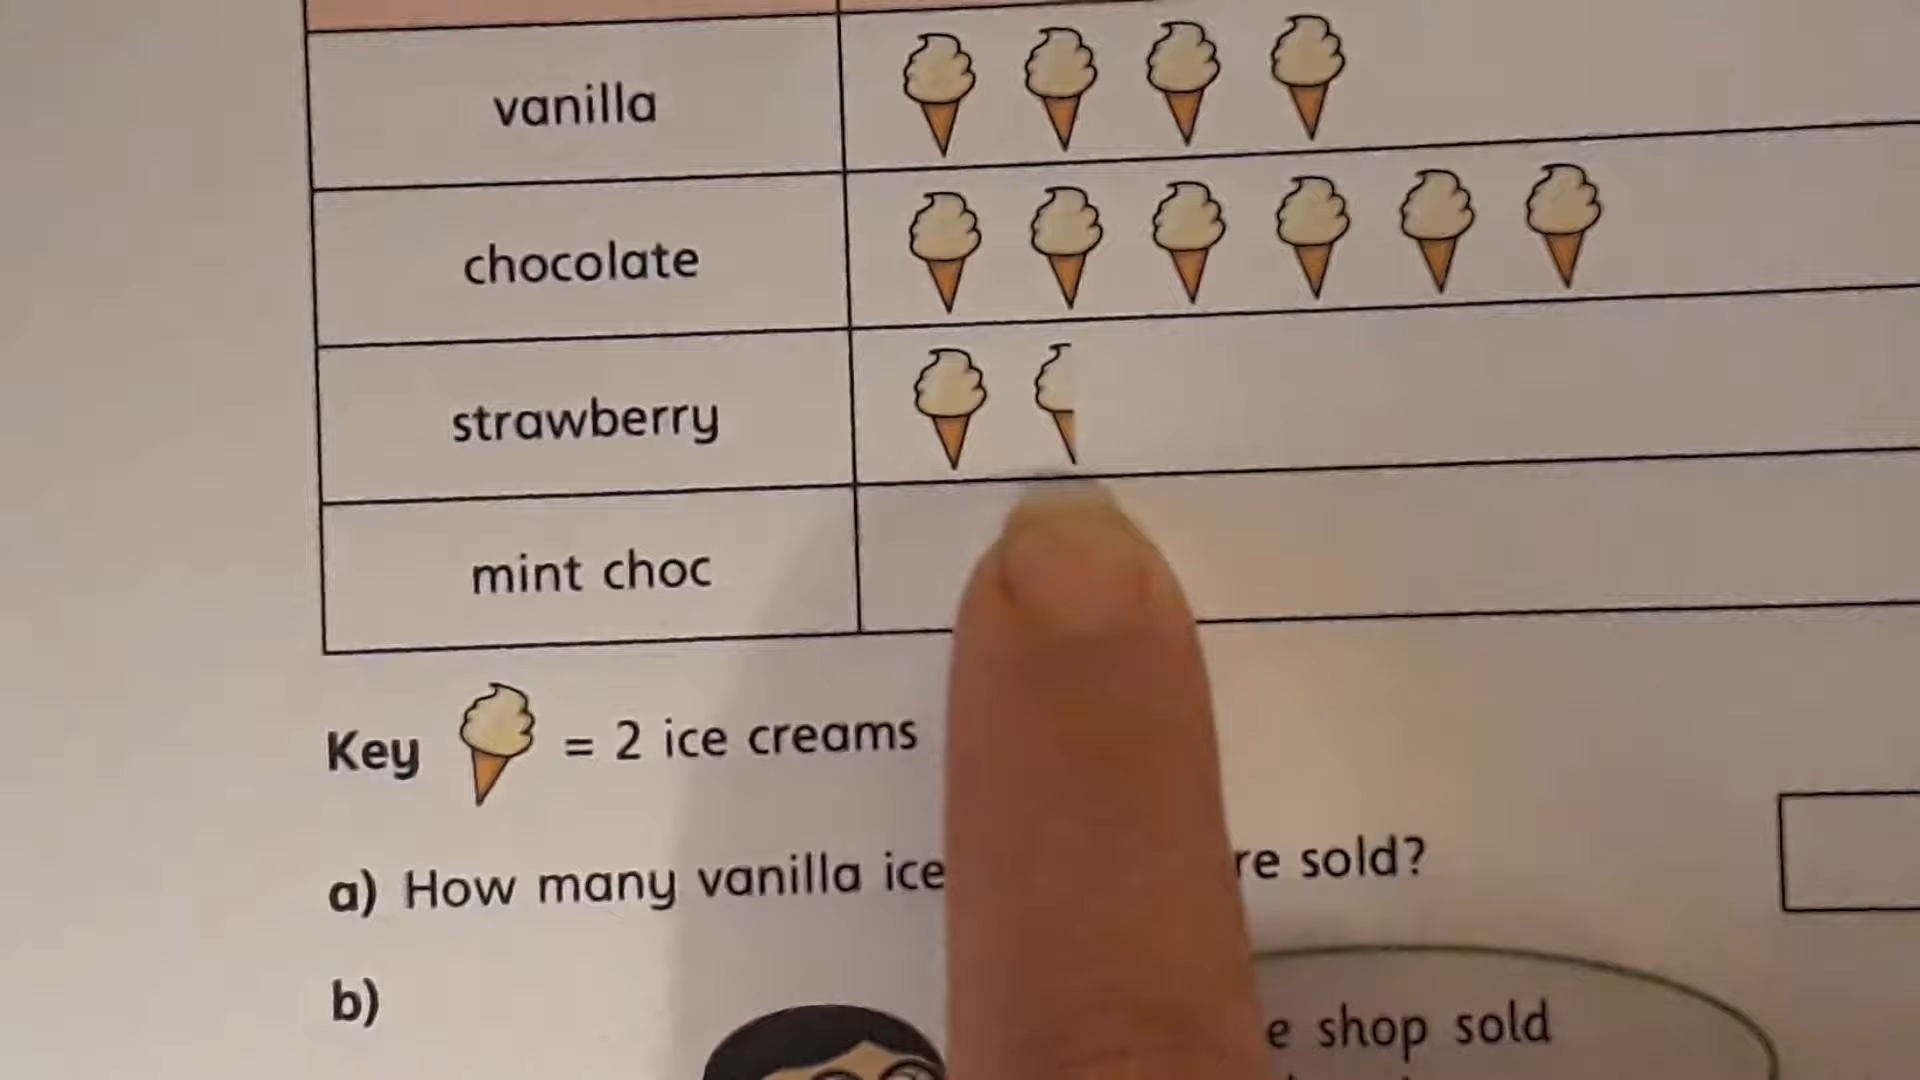 vanilla
chocolate
strawberry
mint choc
Key = 2 ice creams
a) How many vanilla ice re sold?
b)
e shop sold